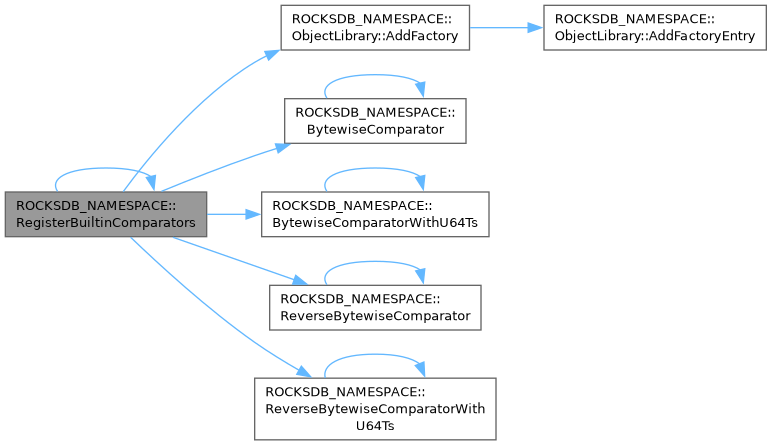 ROCKSDB_NAMESPACE::
ObjectLibrary::AddFactory
ROCKSDB_NAMESPACE::
ObjectLibrary::AddFactoryEntry
ROCKSDB_NAMESPACE::
BytewiseComparator
ROCKSDB_NAMESPACE::
RegisterBuiltinComparators
ROCKSDB_NAMESPACE::
BytewiseComparatorWithU64Ts
ROCKSDB_NAMESPACE::
ReverseBytewiseComparator
ROCKSDB_NAMESPACE::
ReverseBytewiseComparatorWith
U64Ts